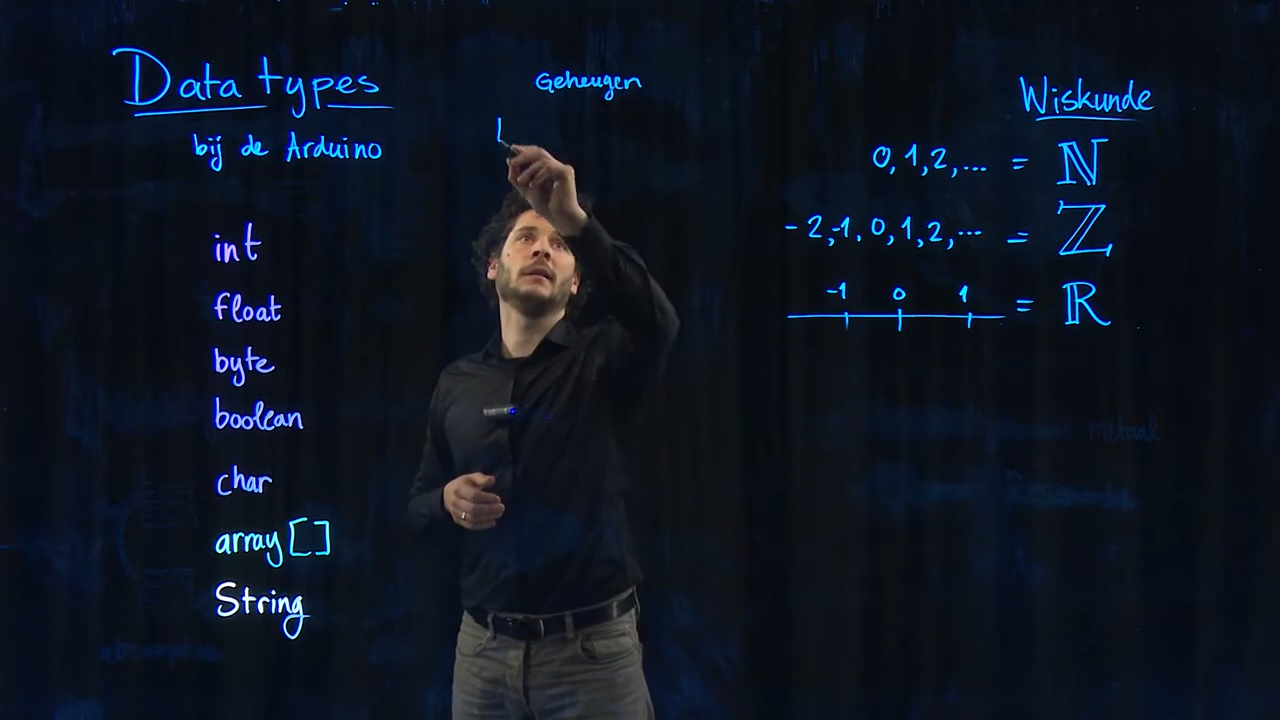 Data types
bij de Arduino
int
float
byte
boolean
char
array[]
String
Geheugen
Wiskunde
0,1,2,... = ℕ
-2,-1,0,1,2,... = ℤ
-1 0 1 = ℝ